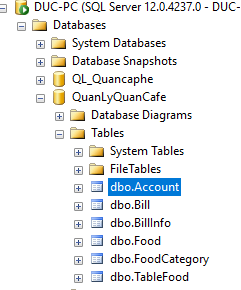 DUC-PC (SQL Server 12.0.4237.0 - DUC-
Databases
System Databases
Database Snapshots
QL_Quancaphe
QuanLyQuanCafe
Database Diagrams
Tables
System Tables
FileTables
dbo.Account
dbo.Bill
dbo.BillInfo
dbo.Food
dbo.FoodCategory
dbo.TableFood